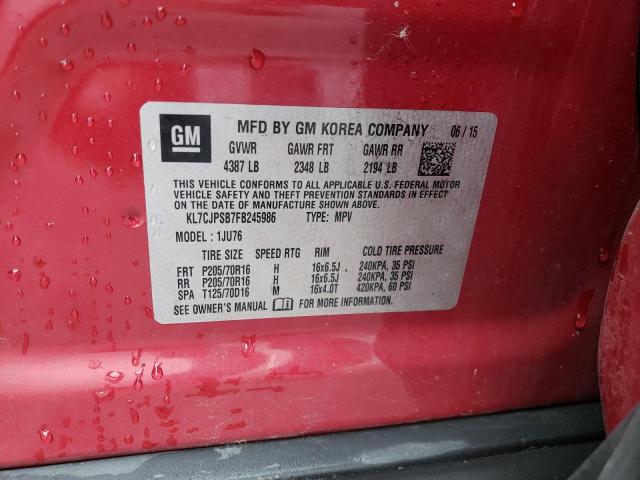 GM MFD BY GM KOREA COMPANY 06/15
GVWR GAWR FRT GAWR RR
4387 LB 2348 LB 2194 LB
THIS VEHICLE CONFORMS TO ALL APPLICABLE U.S. FEDERAL MOTOR
VEHICLE SAFETY AND THEFT PREVENTION STANDARDS IN EFFECT
ON THE DATE OF MANUFACTURE SHOWN ABOVE.
KL7CJPSB7FB245986 TYPE: MPV
MODEL : 1JU76
TIRE SIZE SPEED RTG RIM COLD TIRE PRESSURE
FRT P205/70R16 H 16x6.5J 240KPA, 35 PSI
RR P205/70R16 H 16x6.5J 240KPA, 35 PSI
SPA T125/70D16 M 16x4.0T 420KPA, 60 PSI
SEE OWNER'S MANUAL FOR MORE INFORMATION.